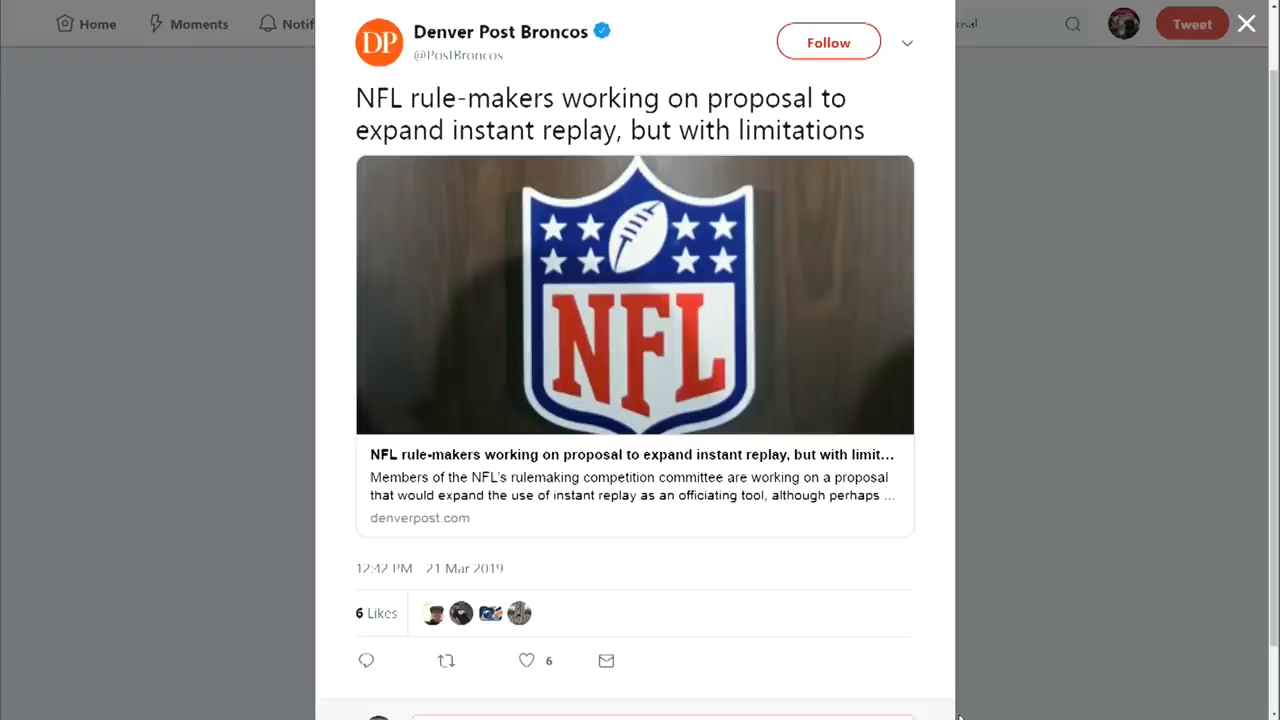 Home
Moments
Notif
osal
Tweet
DP
Denver Post Broncos
@PostBroncos
Follow
NFL rule-makers working on proposal to
expand instant replay, but with limitations
NFL
NFL rule-makers working on proposal to expand instant replay, but with limit...
Members of the NFL's rulemaking competition committee are working on a proposal
that would expand the use of instant replay as an officiating tool, although perhaps ...
denverpost.com
12:42 PM 21 Mar 2019
6 Likes
6